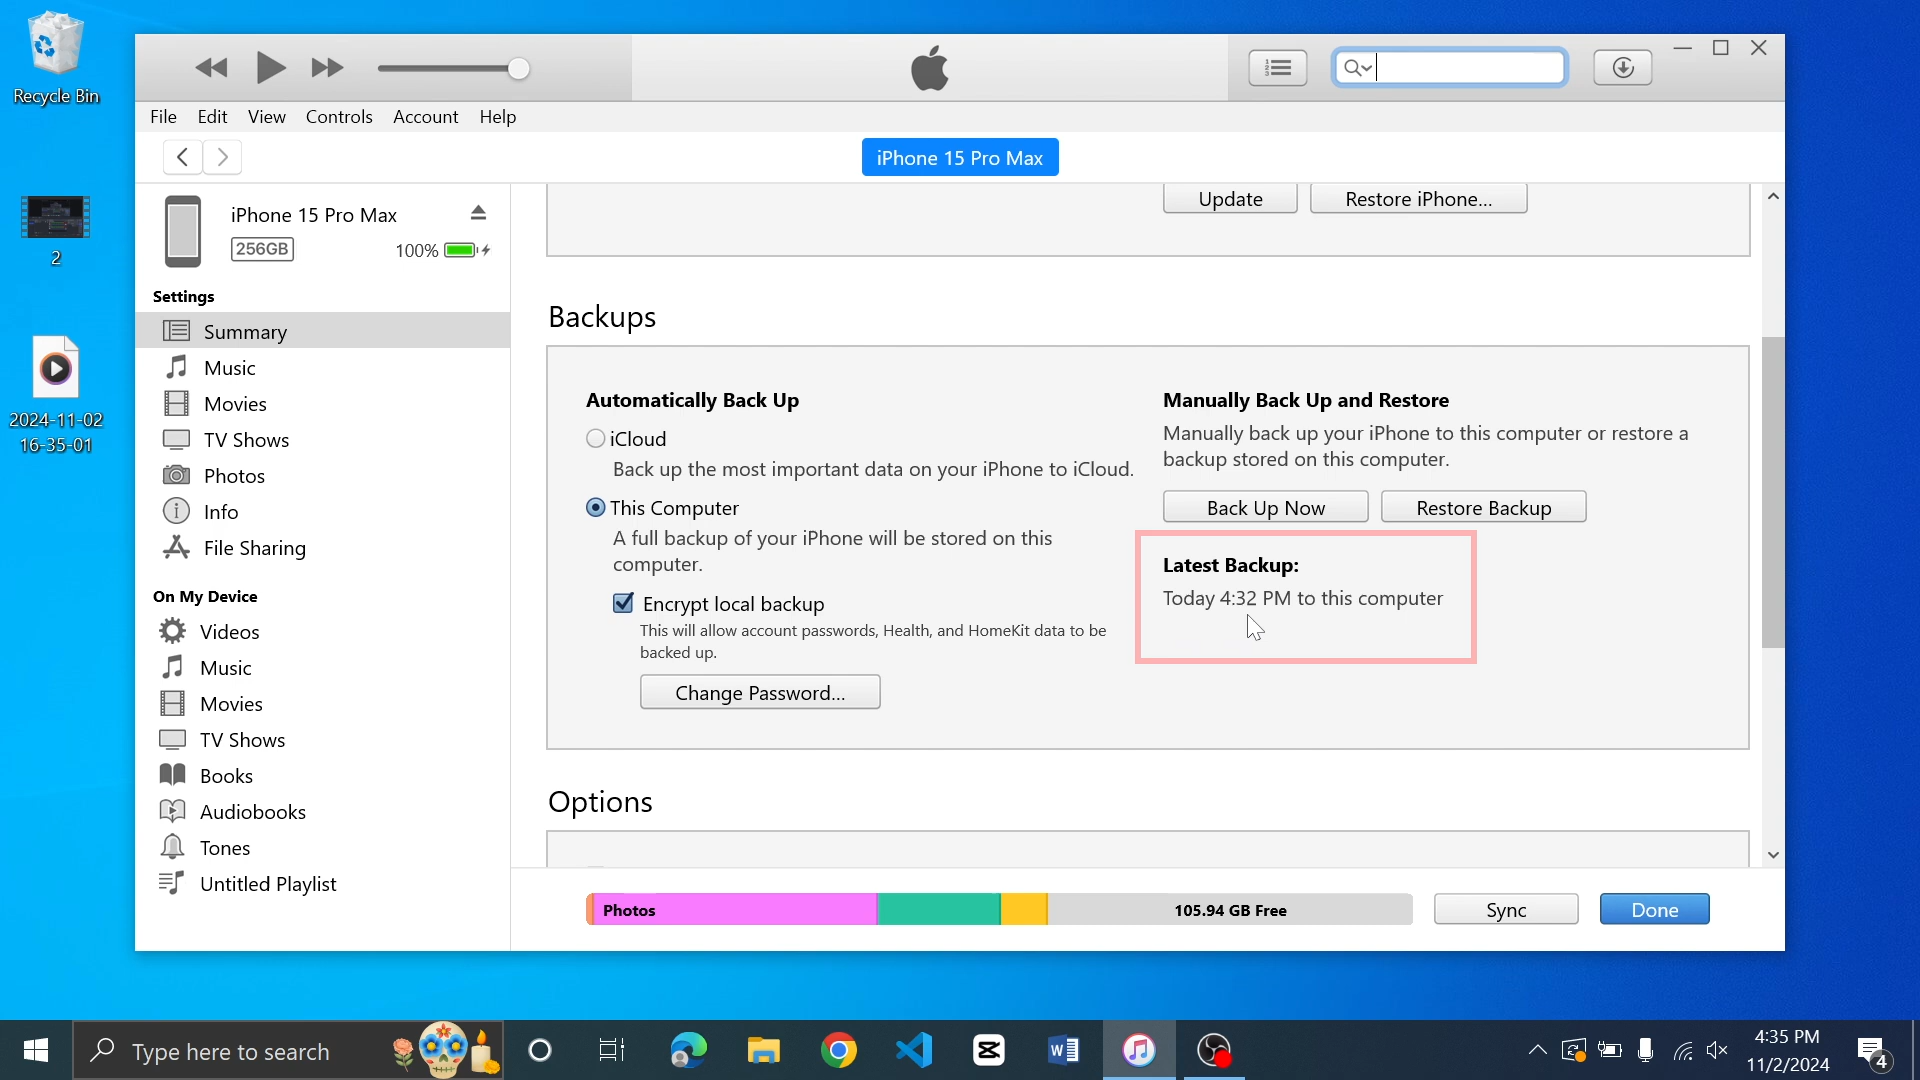 Recycle Bin
2
2024-11-02
16-35-01
File Edit View Controls Account Help
iPhone 15 Pro Max
iPhone 15 Pro Max
256GB
100%
Settings
Summary
Music
Movies
TV Shows
Photos
Info
File Sharing
On My Device
Videos
Music
Movies
TV Shows
Books
Audiobooks
Tones
Untitled Playlist
Update
Restore iPhone...
Backups
Automatically Back Up
iCloud
Back up the most important data on your iPhone to iCloud.
This Computer
A full backup of your iPhone will be stored on this
computer.
Encrypt local backup
This will allow account passwords, Health, and HomeKit data to be
backed up.
Change Password...
Manually Back Up and Restore
Manually back up your iPhone to this computer or restore a
backup stored on this computer.
Back Up Now
Restore Backup
Latest Backup:
Today 4:32 PM to this computer
Options
Photos
105.94 GB Free
Sync
Done
Type here to search
4:35 PM
11/2/2024
4